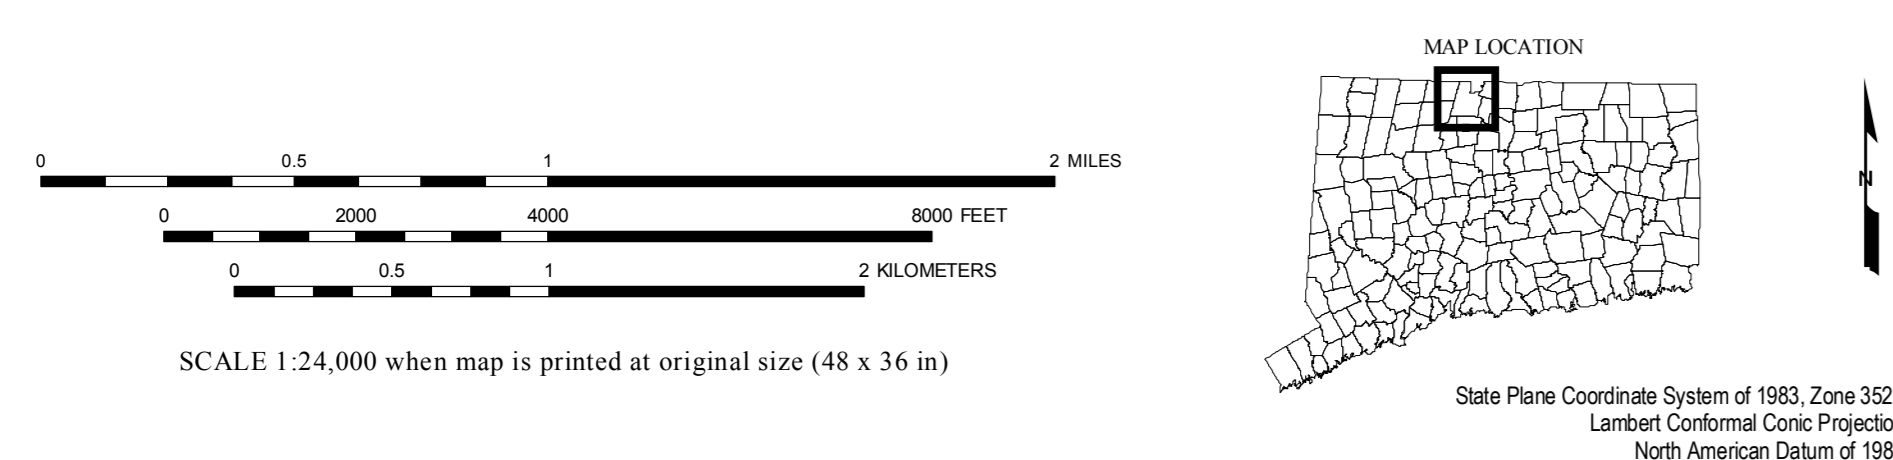 MAP LOCATION
0 0.5 1 2 MILES
0 2000 4000 8000 FEET
0 0.5 1 2 KILOMETERS
N
SCALE 1:24,000 when map is printed at original size (48 x 36 in)
State Plane Coordinate System of 1983, Zone 352
Lambert Conformal Conic Projectio
North American Datum of 198